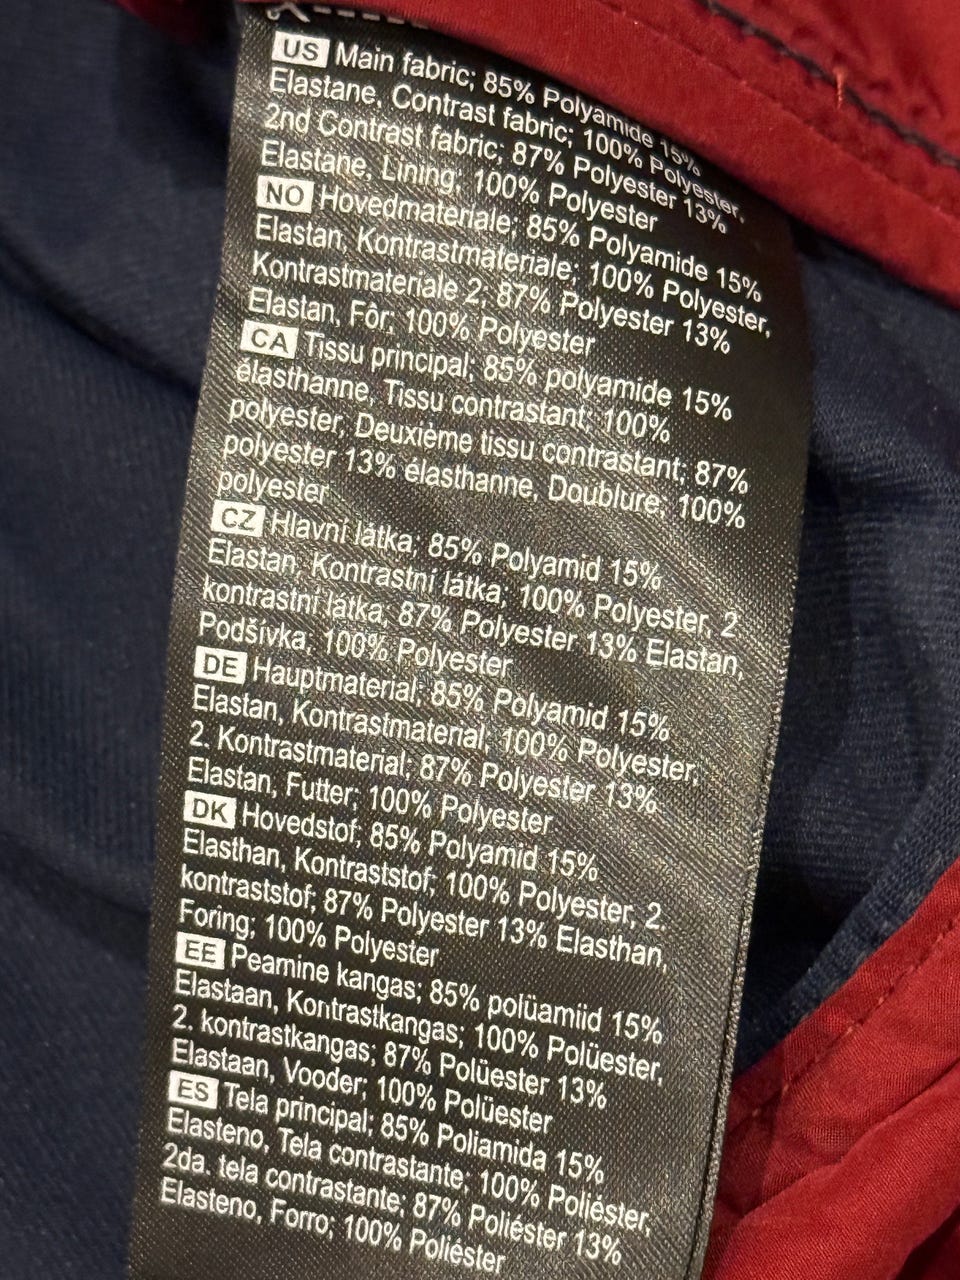 US Main fabric; 85% Polyamide 15%
Elastane, Contrast fabric; 100% Polyester,
2nd Contrast fabric; 87% Polyester 13%
Elastane, Lining; 100% Polyester
NO Hovedmateriale; 85% Polyamide 15%
Elastan, Kontrastmateriale; 100% Polyester,
Kontrastmateriale 2; 87% Polyester 13%
Elastan, Fôr; 100% Polyester
CA Tissu principal; 85% polyamide 15%
élasthanne, Tissu contrastant; 100%
polyester, Deuxième tissu contrastant; 87%
polyester 13% élasthanne, Doublure; 100%
polyester
CZ Hlavní látka; 85% Polyamid 15%
Elastan, Kontrastní látka; 100% Polyester, 2
kontrastní látka; 87% Polyester 13% Elastan,
Podšívka; 100% Polyester
DE Hauptmaterial; 85% Polyamid 15%
Elastan, Kontrastmaterial; 100% Polyester,
2. Kontrastmaterial; 87% Polyester 13%
Elastan, Futter; 100% Polyester
DK Hovedstof; 85% Polyamid 15%
Elasthan, Kontraststof; 100% Polyester, 2.
kontraststof; 87% Polyester 13% Elasthan,
Foring; 100% Polyester
EE Peamine kangas; 85% polüamiid 15%
Elastaan, Kontrastkangas; 100% Polüester,
2. kontrastkangas; 87% Polüester 13%
Elastaan, Vooder; 100% Polüester
ES Tela principal; 85% Poliamida 15%
Elasteno, Tela contrastante; 100% Poliéster,
2da. tela contrastante; 87% Poliéster 13%
Elasteno, Forro; 100% Poliéster